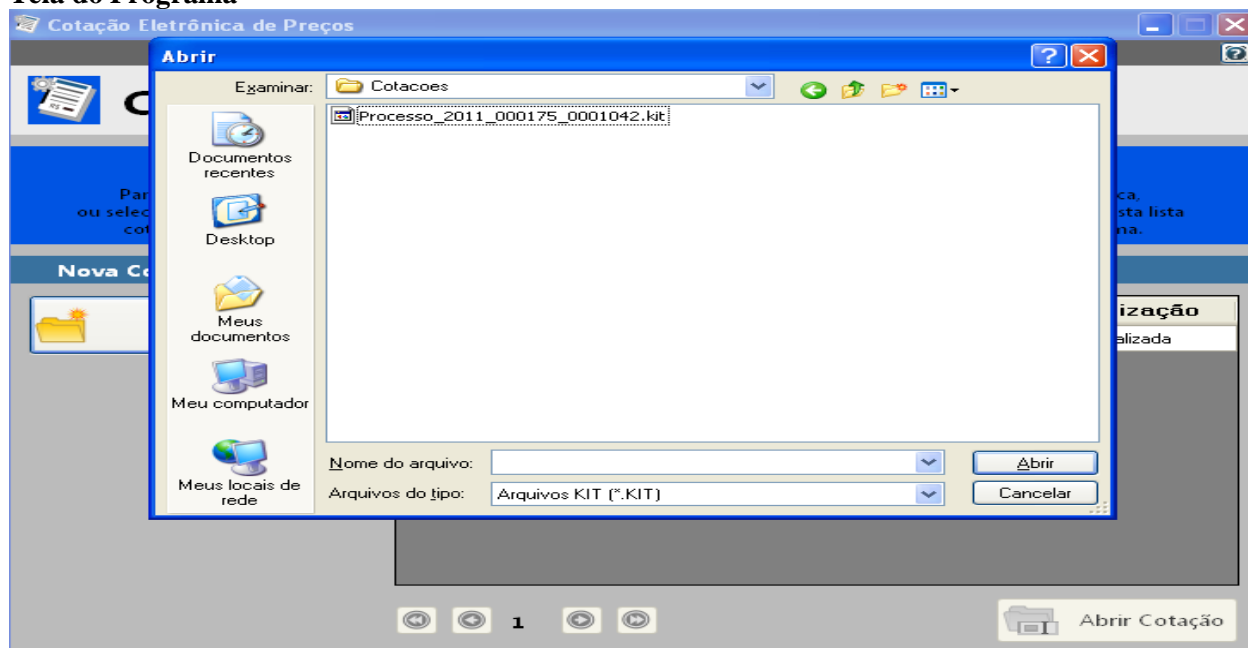 Tela do Programa
Cotação Eletrônica de Preços
Abrir
Examinar:
Cotacoes
Processo_2011_000175_0001042.kit
Documentos
recentes
Desktop
Meus
documentos
Meu computador
Meus locais de
rede
Nome do arquivo:
Abrir
Arquivos do tipo:
Arquivos KIT (*.KIT)
Cancelar
C
Par
ou selec
cot
ca,
sta lista
na.
Nova Co
ização
alizada
1
Abrir Cotação